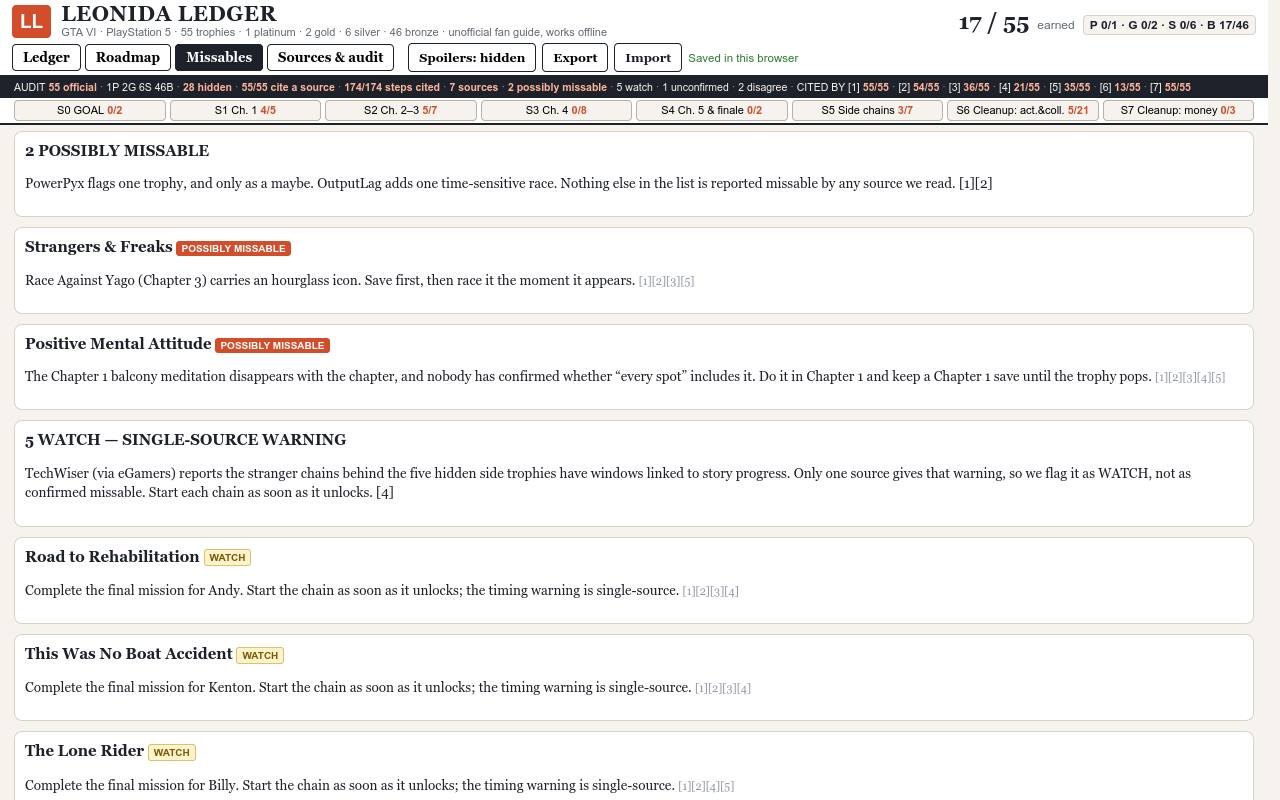 LL
LEONIDA LEDGER
GTA VI · PlayStation 5 · 55 trophies · 1 platinum · 2 gold · 6 silver · 46 bronze · unofficial fan guide, works offline
17 / 55 earned P 0/1 · G 0/2 · S 0/6 · B 17/46
Ledger Roadmap Missables Sources & audit Spoilers: hidden Export Import Saved in this browser
AUDIT 55 official · 1P 2G 6S 46B · 28 hidden · 55/55 cite a source · 174/174 steps cited · 7 sources · 2 possibly missable · 5 watch · 1 unconfirmed · 2 disagree · CITED BY [1] 55/55 · [2] 54/55 · [3] 36/55 · [4] 21/55 · [5] 35/55 · [6] 13/55 · [7] 55/55
S0 GOAL 0/2 S1 Ch. 1 4/5 S2 Ch. 2–3 5/7 S3 Ch. 4 0/8 S4 Ch. 5 & finale 0/2 S5 Side chains 3/7 S6 Cleanup: act.&coll. 5/21 S7 Cleanup: money 0/3
2 POSSIBLY MISSABLE
PowerPyx flags one trophy, and only as a maybe. OutputLag adds one time-sensitive race. Nothing else in the list is reported missable by any source we read. [1][2]
Strangers & Freaks POSSIBLY MISSABLE
Race Against Yago (Chapter 3) carries an hourglass icon. Save first, then race it the moment it appears. [1][2][3][5]
Positive Mental Attitude POSSIBLY MISSABLE
The Chapter 1 balcony meditation disappears with the chapter, and nobody has confirmed whether “every spot” includes it. Do it in Chapter 1 and keep a Chapter 1 save until the trophy pops. [1][2][3][4][5]
5 WATCH — SINGLE-SOURCE WARNING
TechWiser (via eGamers) reports the stranger chains behind the five hidden side trophies have windows linked to story progress. Only one source gives that warning, so we flag it as WATCH, not as
confirmed missable. Start each chain as soon as it unlocks. [4]
Road to Rehabilitation WATCH
Complete the final mission for Andy. Start the chain as soon as it unlocks; the timing warning is single-source. [1][2][3][4]
This Was No Boat Accident WATCH
Complete the final mission for Kenton. Start the chain as soon as it unlocks; the timing warning is single-source. [1][2][3][4]
The Lone Rider WATCH
Complete the final mission for Billy. Start the chain as soon as it unlocks; the timing warning is single-source. [1][2][4][5]